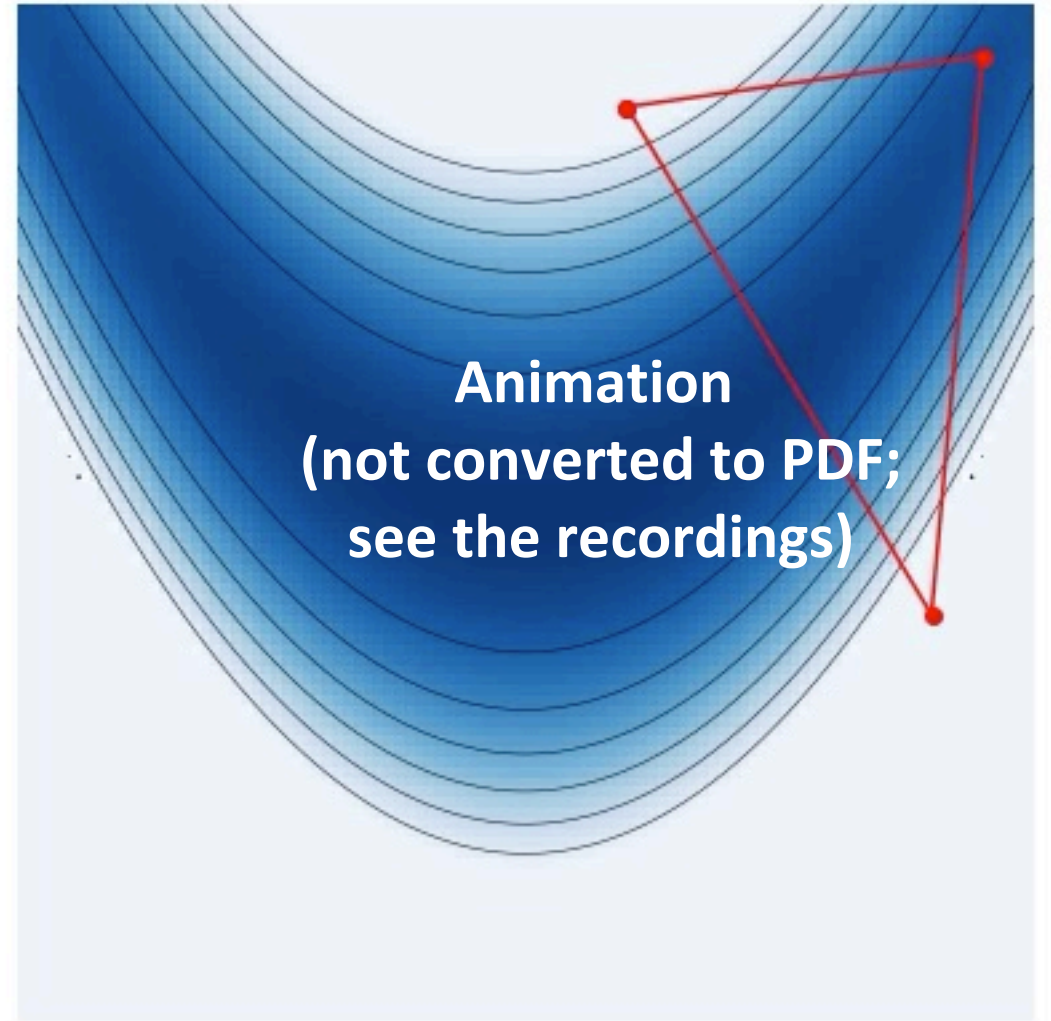 Animation
(not converted to PDF;
see the recordings)